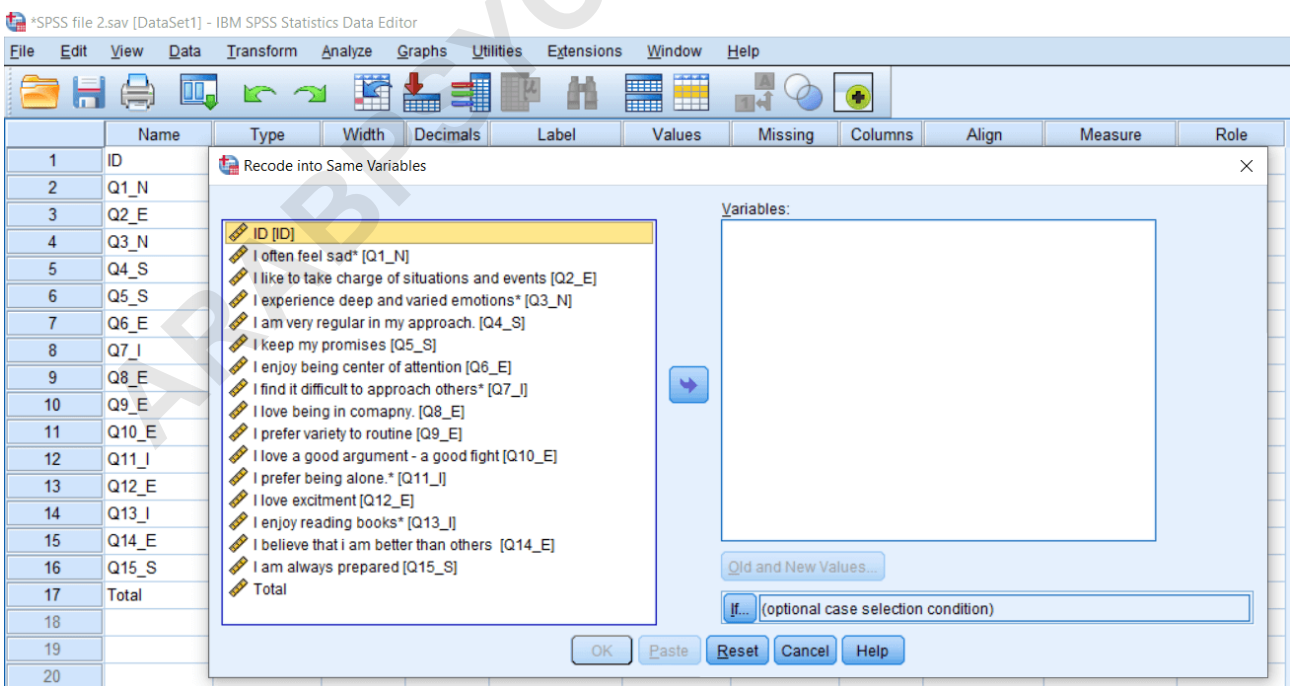 *SPSS file 2.sav [DataSet1] - IBM SPSS Statistics Data Editor
File Edit View Data Transform Analyze Graphs Utilities Extensions Window Help
Name Type Width Decimals Label Values Missing Columns Align Measure Role
1 ID
2 Q1_N
3 Q2_E
4 Q3_N
5 Q4_S
6 Q5_S
7 Q6_E
8 Q7_I
9 Q8_E
10 Q9_E
11 Q10_E
12 Q11_I
13 Q12_E
14 Q13_I
15 Q14_E
16 Q15_S
17 Total
18
19
20
Recode into Same Variables
ID [ID]
I often feel sad* [Q1_N]
I like to take charge of situations and events [Q2_E]
I experience deep and varied emotions* [Q3_N]
I am very regular in my approach. [Q4_S]
I keep my promises [Q5_S]
I enjoy being center of attention [Q6_E]
I find it difficult to approach others* [Q7_I]
I love being in comapny. [Q8_E]
I prefer variety to routine [Q9_E]
I love a good argument - a good fight [Q10_E]
I prefer being alone.* [Q11_I]
I love excitment [Q12_E]
I enjoy reading books* [Q13_I]
I believe that i am better than others [Q14_E]
I am always prepared [Q15_S]
Total
Variables:
Old and New Values...
If... (optional case selection condition)
OK Paste Reset Cancel Help
ARABPSYC